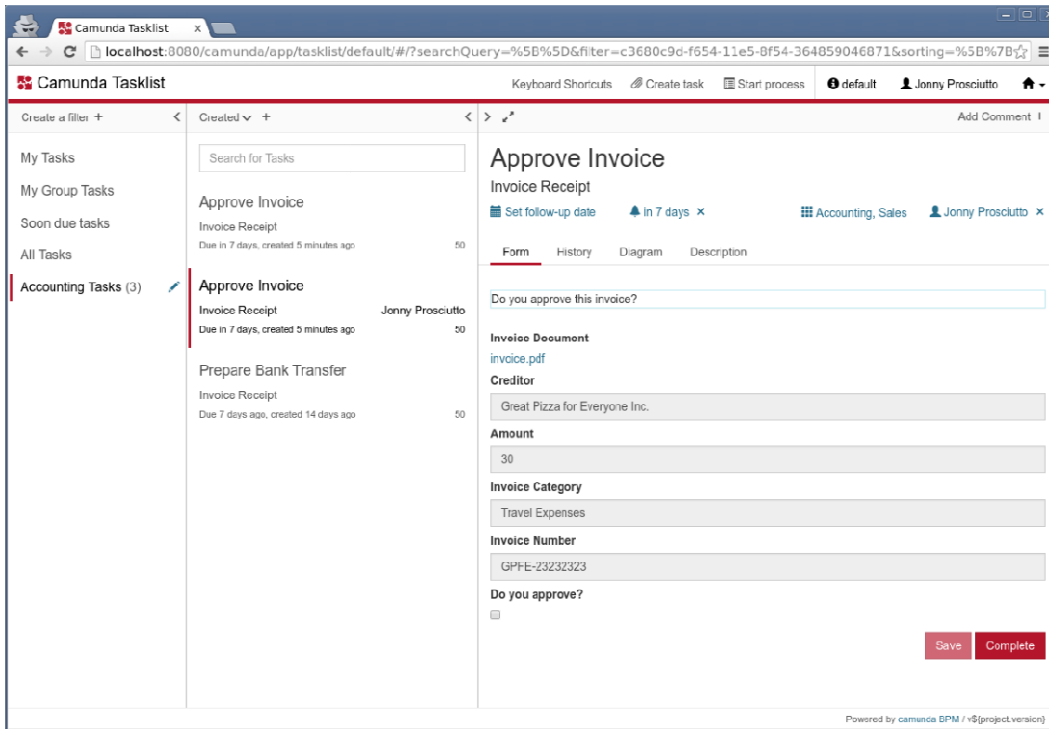 Camunda Tasklist x
localhost:8080/camunda/app/tasklist/default/#/?searchQuery=%5B%5D&filter=c3680c9d-f654-11e5-8f54-364859046871&sorting=%5B%7B
Camunda Tasklist Keyboard Shortcuts Create task Start process default Jonny Prosciutto
Create a filter + Created + Add Comment
My Tasks
My Group Tasks
Soon due tasks
All Tasks
Accounting Tasks (3)
Search for Tasks
Approve Invoice
Invoice Receipt
Due in 7 days, created 5 minutes ago 50
Approve Invoice
Invoice Receipt Jonny Prosciutto
Due in 7 days, created 5 minutes ago 50
Prepare Bank Transfer
Invoice Receipt
Due 7 days ago, created 14 days ago 50
Approve Invoice
Invoice Receipt
Set follow-up date in 7 days × Accounting, Sales Jonny Prosciutto ×
Form History Diagram Description
Do you approve this invoice?
Invoice Document
invoice.pdf
Creditor
Great Pizza for Everyone Inc.
Amount
30
Invoice Category
Travel Expenses
Invoice Number
GPFE-23232323
Do you approve?
Save Complete
Powered by camunda BPM / v${project.version}